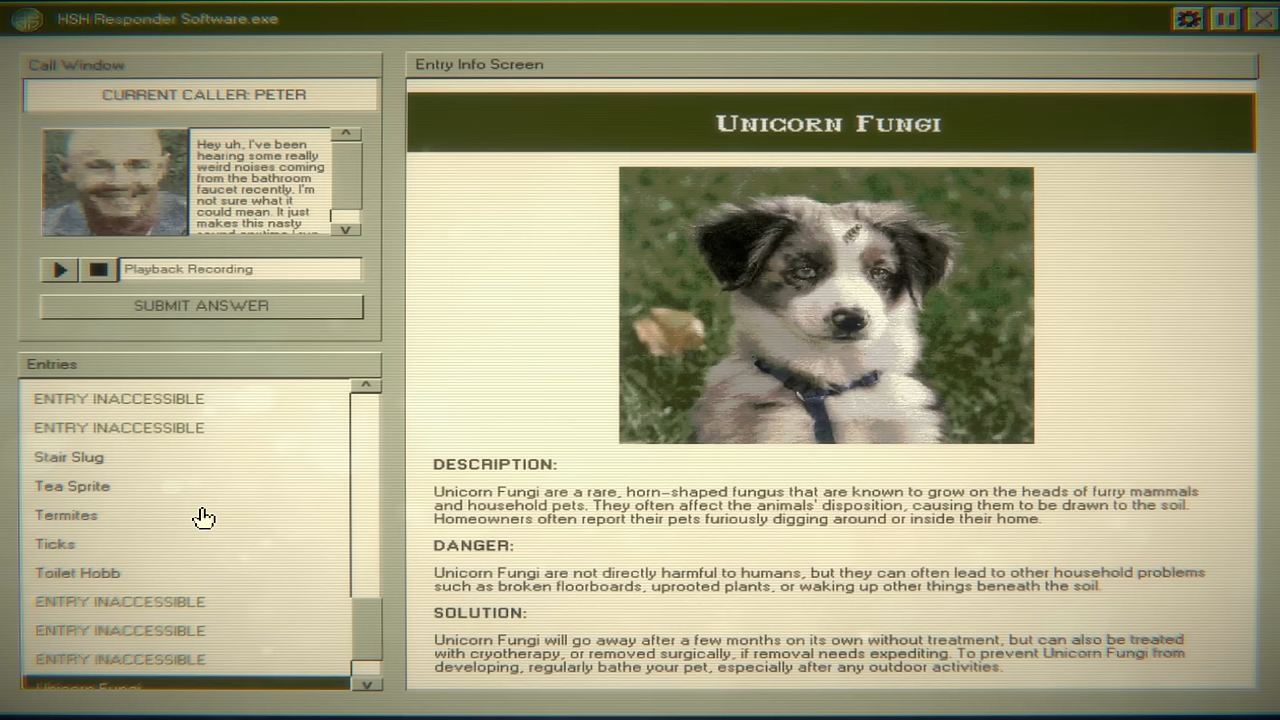 HSH Responder Software.exe
Call Window
CURRENT CALLER: PETER
Hey uh, I've been
hearing some really
weird noises coming
from the bathroom
faucet recently. I'm
not sure what it
could mean. It just
makes this nasty
sound anytime I run
Playback Recording
SUBMIT ANSWER
Entries
ENTRY INACCESSIBLE
ENTRY INACCESSIBLE
Stair Slug
Tea Sprite
Termites
Ticks
Toilet Hobb
ENTRY INACCESSIBLE
ENTRY INACCESSIBLE
ENTRY INACCESSIBLE
Unicorn Fungi
Entry Info Screen
Unicorn Fungi
DESCRIPTION:
Unicorn Fungi are a rare, horn-shaped fungus that are known to grow on the heads of furry mammals
and household pets. They often affect the animals' disposition, causing them to be drawn to the soil.
Homeowners often report their pets furiously digging around or inside their home.
DANGER:
Unicorn Fungi are not directly harmful to humans, but they can often lead to other household problems
such as broken floorboards, uprooted plants, or waking up other things beneath the soil.
SOLUTION:
Unicorn Fungi will go away after a few months on its own without treatment, but can also be treated
with cryotherapy, or removed surgically, if removal needs expediting. To prevent Unicorn Fungi from
developing, regularly bathe your pet, especially after any outdoor activities.